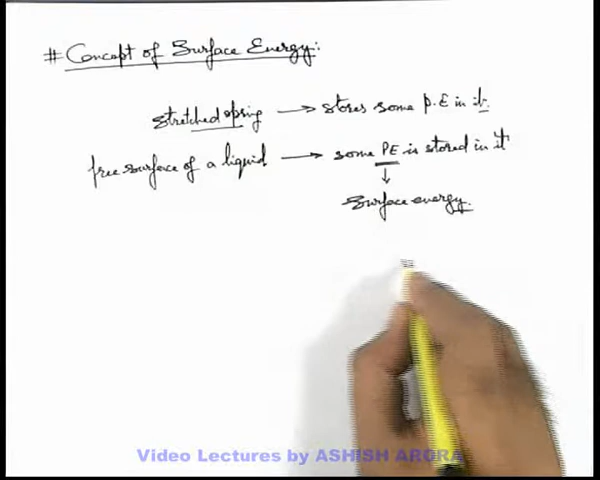 # Concept of Surface Energy:
stretched spring → stores some P.E in it.
free surface of a liquid → some PE is stored in it
↓
Surface energy.
Video Lectures by ASHISH ARORA